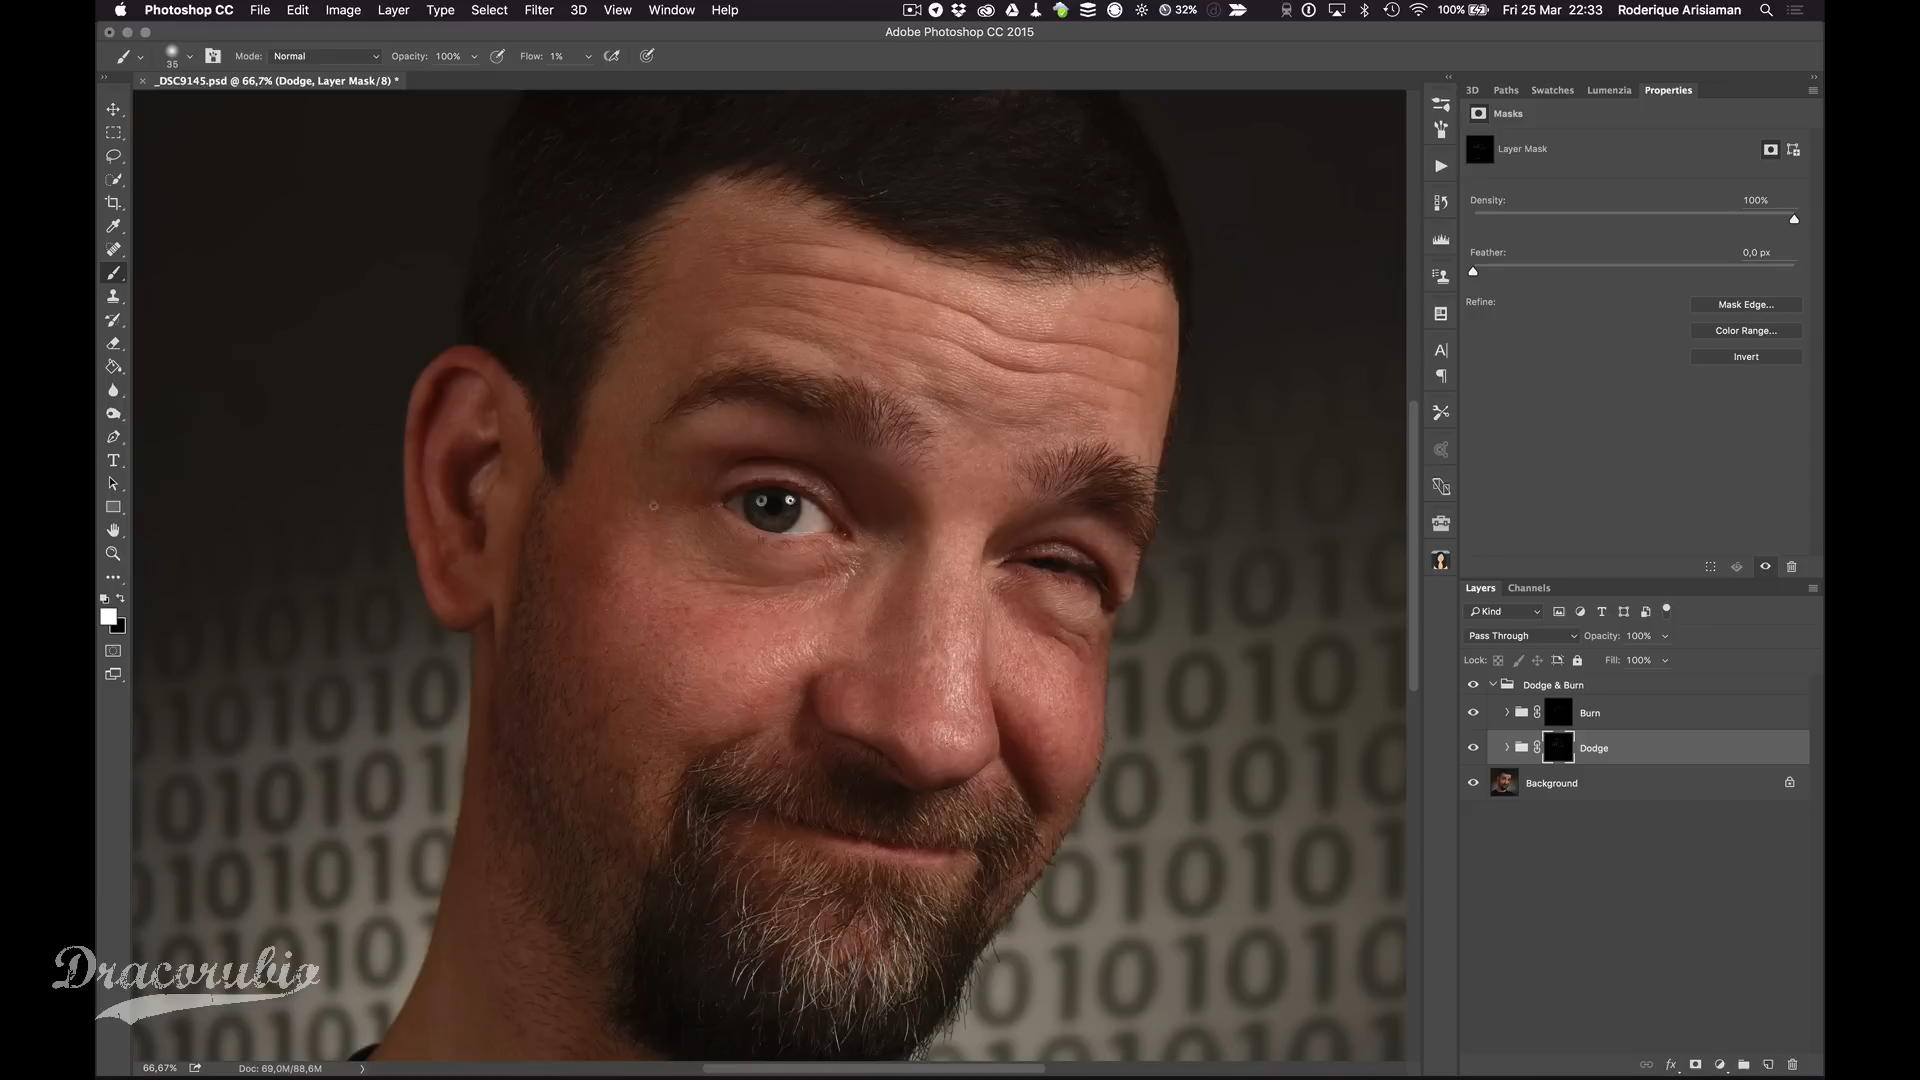 Photoshop CC File Edit Image Layer Type Select Filter 3D View Window Help 32% 100% Fri 25 Mar 22:33 Roderique Arisiaman
Adobe Photoshop CC 2015
35 Mode: Normal Opacity: 100% Flow: 1%
_DSC9145.psd @ 66,7% (Dodge, Layer Mask/8) *
3D Paths Swatches Lumenzia Properties
Masks
Layer Mask
Density: 100%
Feather: 0,0 px
Refine: Mask Edge...
Color Range...
Invert
Layers Channels
Kind
Pass Through Opacity: 100%
Lock: Fill: 100%
Dodge & Burn
Burn
Dodge
Background
Dracorubio
66,67% Doc: 69,0M/88,6M